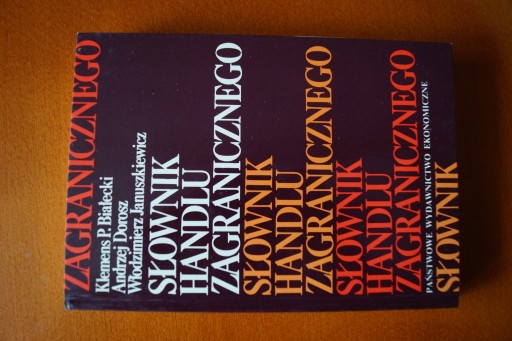 ZAGRANICZNEGO
Klemens P. Białecki
Andrzej Dorosz
Włodzimierz Januszkiewicz
SŁOWNIK
HANDLU
ZAGRANICZNEGO
SŁOWNIK
HANDLU
ZAGRANICZNEGO
SŁOWNIK
HANDLU
ZAGRANICZNEGO
PAŃSTWOWE WYDAWNICTWO EKONOMICZNE
SŁOWNIK